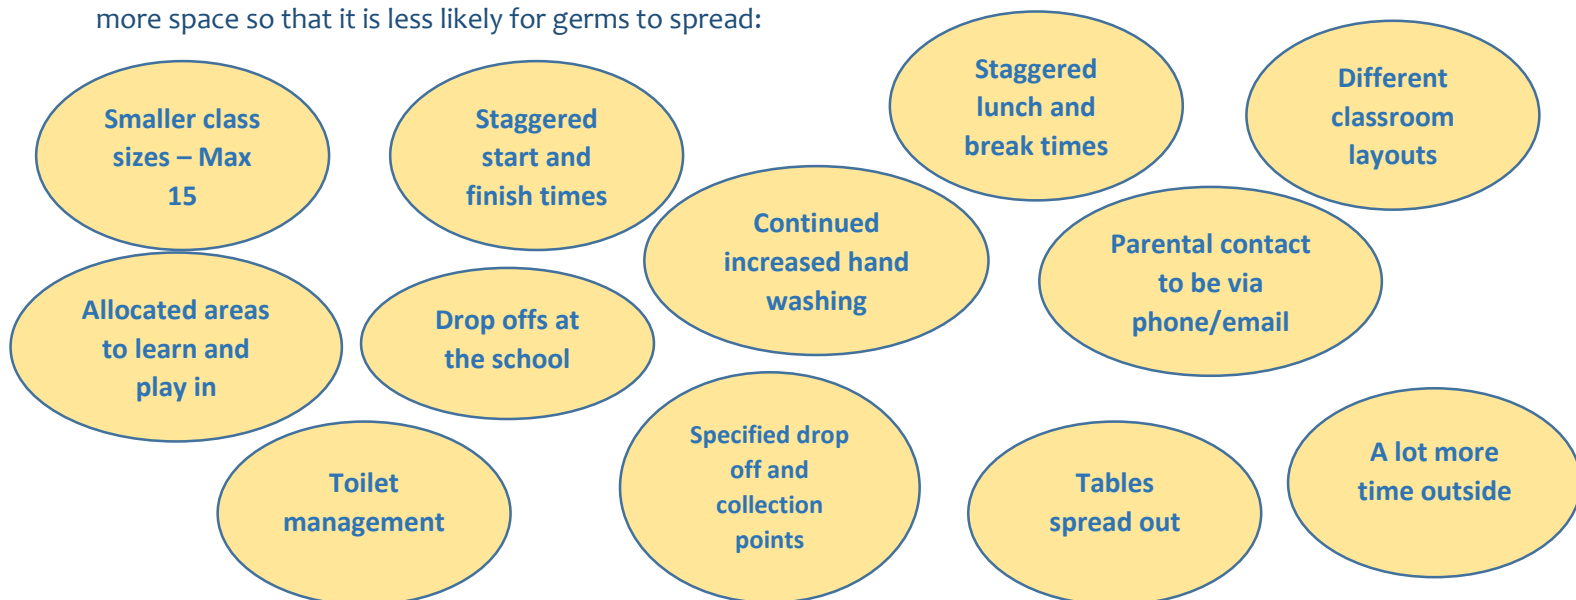 more space so that it is less likely for germs to spread:
Smaller class
sizes – Max
15
Staggered
start and
finish times
Staggered
lunch and
break times
Different
classroom
layouts
Continued
increased hand
washing
Parental contact
to be via
phone/email
Allocated areas
to learn and
play in
Drop offs at
the school
Toilet
management
Specified drop
off and
collection
points
Tables
spread out
A lot more
time outside